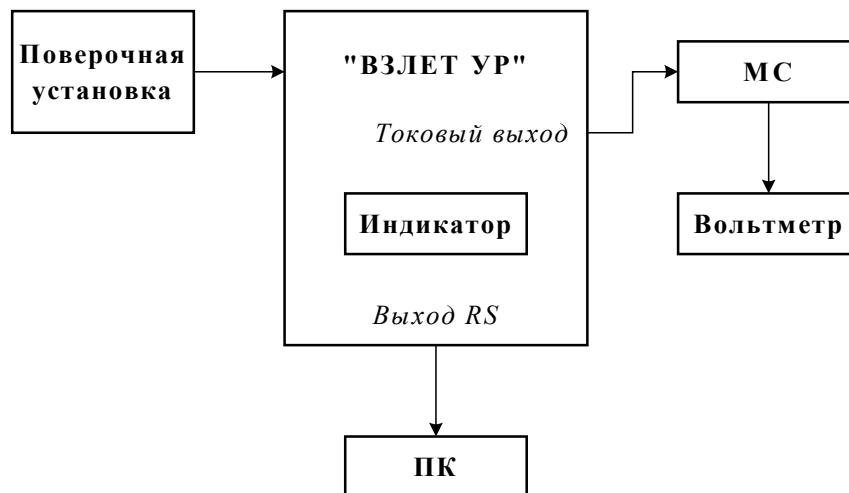 Поверочная
установка
"ВЗЛЕТ УР"
МС
Токовый выход
Индикатор
Вольтметр
Выход RS
ПК